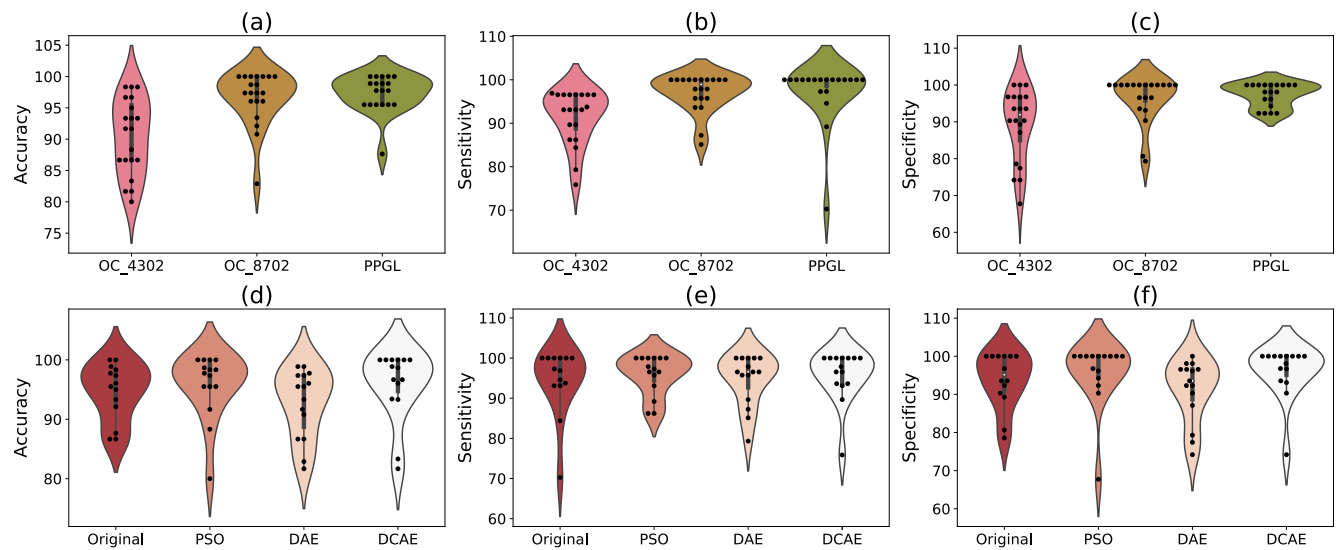 (a)
105
100
95
90
85
80
75
Accuracy
OC_4302
OC_8702
PPGL
(b)
110
100
90
80
70
Sensitivity
OC_4302
OC_8702
PPGL
(c)
110
100
90
80
70
60
Specificity
OC_4302
OC_8702
PPGL
(d)
100
90
80
Accuracy
Original
PSO
DAE
DCAE
(e)
110
100
90
80
70
60
Sensitivity
Original
PSO
DAE
DCAE
(f)
110
100
90
80
70
60
Specificity
Original
PSO
DAE
DCAE